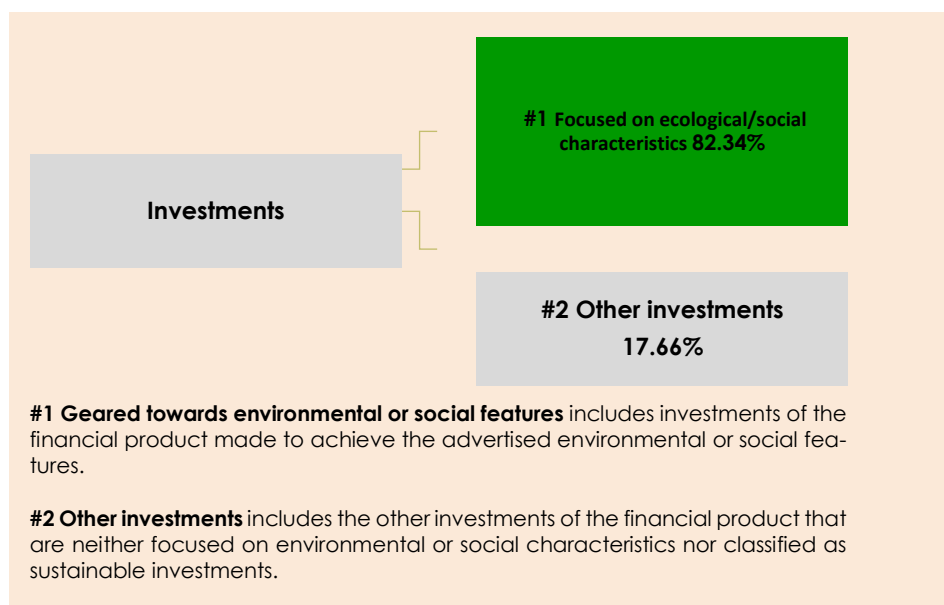 #1 Focused on ecological/social
characteristics 82.34%
Investments
#2 Other investments
17.66%
#1 Geared towards environmental or social features includes investments of the
financial product made to achieve the advertised environmental or social fea-
tures.
#2 Other investments includes the other investments of the financial product that
are neither focused on environmental or social characteristics nor classified as
sustainable investments.